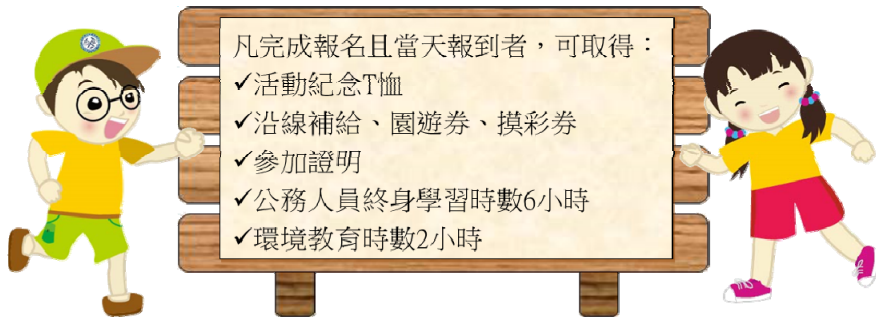 凡完成報名且當天報到者，可取得：
✓活動紀念T恤
✓沿線補給、園遊券、摸彩券
✓參加證明
✓公務人員終身學習時數6小時
✓環境教育時數2小時